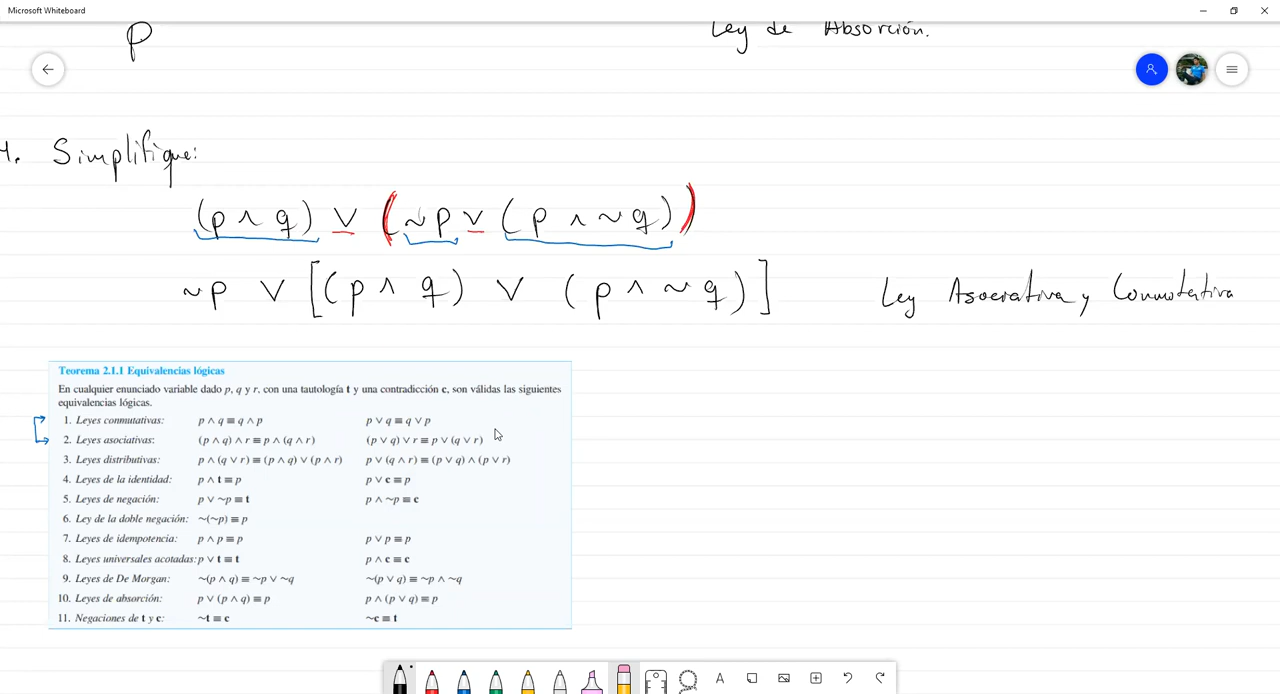 Microsoft Whiteboard
p
Ley de Absorción.
4. Simplifique:
(p ∧ q) ∨ (~p ∨ (p ∧ ~q))
~p ∨ [(p ∧ q) ∨ (p ∧ ~q)] Ley Asociativa y Conmutativa
Teorema 2.1.1 Equivalencias lógicas
En cualquier enunciado variable dado p, q y r, con una tautología t y una contradicción c, son válidas las siguientes
equivalencias lógicas.
1. Leyes conmutativas: p ∧ q ≡ q ∧ p p ∨ q ≡ q ∨ p
2. Leyes asociativas: (p ∧ q) ∧ r ≡ p ∧ (q ∧ r) (p ∨ q) ∨ r ≡ p ∨ (q ∨ r)
3. Leyes distributivas: p ∧ (q ∨ r) ≡ (p ∧ q) ∨ (p ∧ r) p ∨ (q ∧ r) ≡ (p ∨ q) ∧ (p ∨ r)
4. Leyes de la identidad: p ∧ t ≡ p p ∨ c ≡ p
5. Leyes de negación: p ∨ ~p ≡ t p ∧ ~p ≡ c
6. Ley de la doble negación: ~(~p) ≡ p
7. Leyes de idempotencia: p ∧ p ≡ p p ∨ p ≡ p
8. Leyes universales acotadas: p ∨ t ≡ t p ∧ c ≡ c
9. Leyes de De Morgan: ~(p ∧ q) ≡ ~p ∨ ~q ~(p ∨ q) ≡ ~p ∧ ~q
10. Leyes de absorción: p ∨ (p ∧ q) ≡ p p ∧ (p ∨ q) ≡ p
11. Negaciones de t y c: ~t ≡ c ~c ≡ t
A